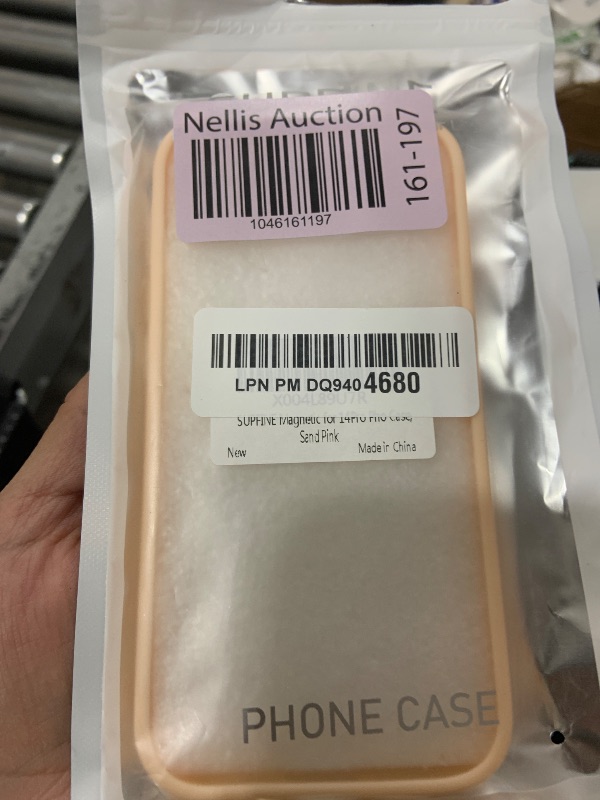 Nellis Auction
161-197
1046161197
LPN PM DQ9404680
X004L89U7R
SUPFINE Magnetic for 14Pro Pro Case,
Sand Pink
New
Made in China
PHONE CASE